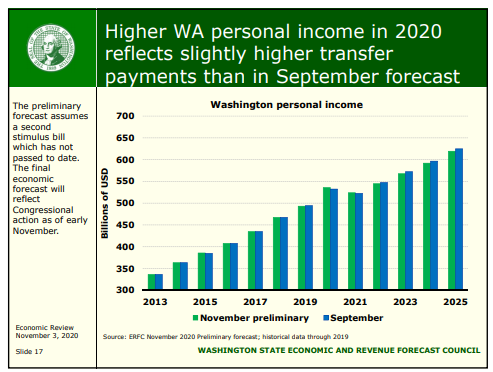 Higher WA personal income in 2020
reflects slightly higher transfer
payments than in September forecast
The preliminary
forecast assumes
a second
stimulus bill
which has not
passed to date.
The final
economic
forecast will
reflect
Congressional
action as of early
November.
Washington personal income
Billions of USD
700
650
600
550
500
450
400
350
300
2013 2015 2017 2019 2021 2023 2025
November preliminary September
Economic Review
November 3, 2020
Slide 17
Source: ERFC November 2020 Preliminary forecast; historical data through 2019
WASHINGTON STATE ECONOMIC AND REVENUE FORECAST COUNCIL